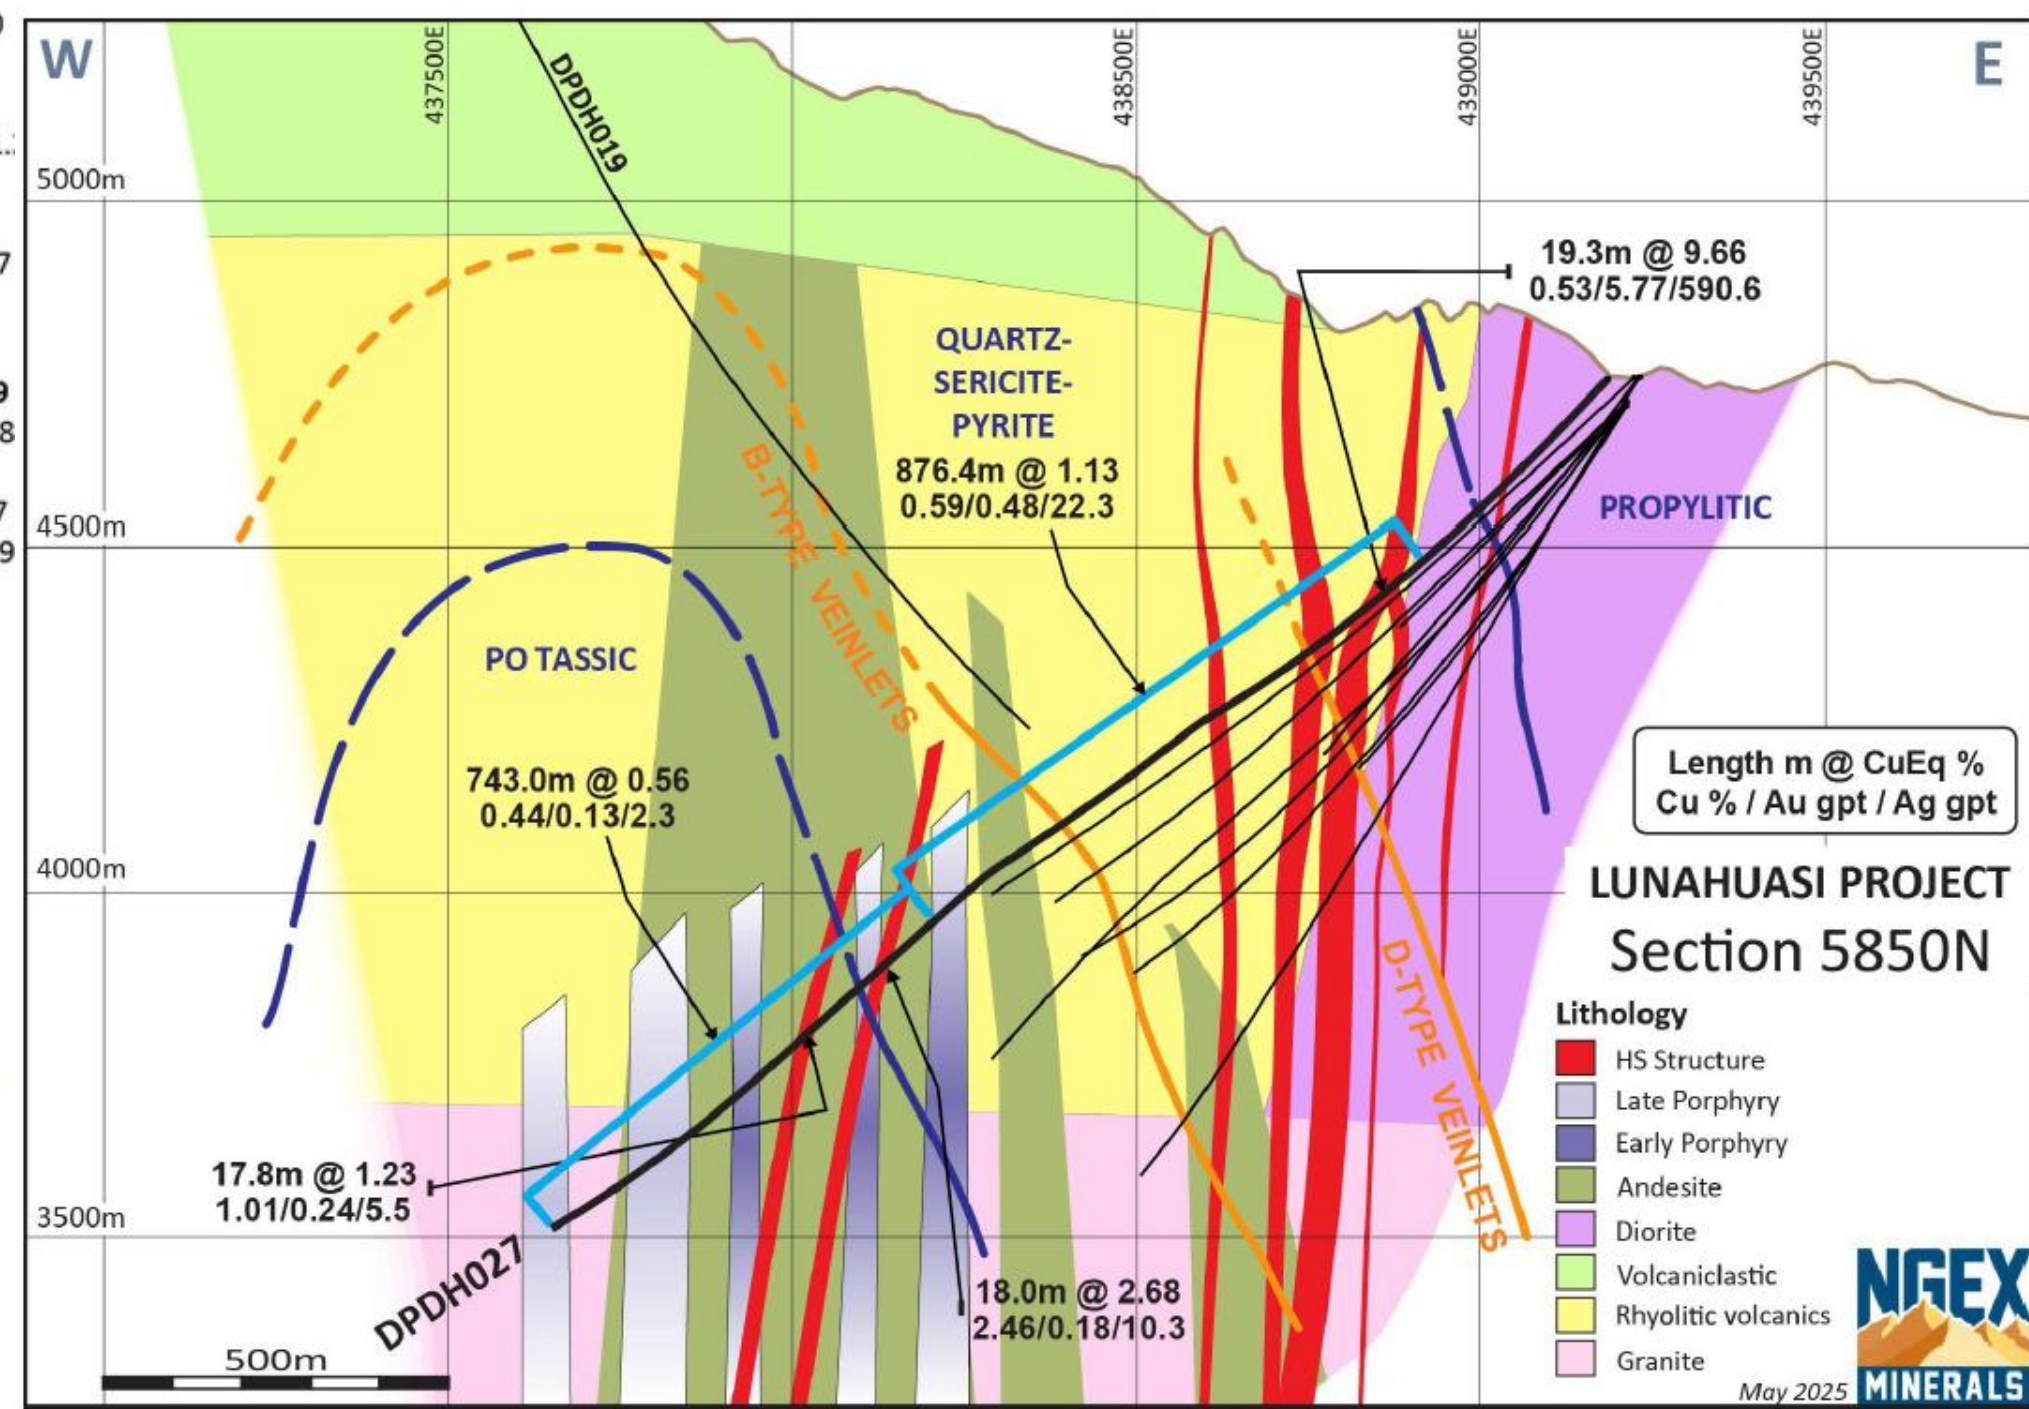 W
E
437500E
438500E
439000E
439500E
DPDH019
5000m
4500m
4000m
3500m
19.3m @ 9.66
0.53/5.77/590.6
QUARTZ-
SERICITE-
PYRITE
876.4m @ 1.13
0.59/0.48/22.3
PROPYLITIC
B-TYPE VEINLETS
PO TASSIC
743.0m @ 0.56
0.44/0.13/2.3
Length m @ CuEq %
Cu % / Au gpt / Ag gpt
LUNAHUASI PROJECT
Section 5850N
D-TYPE VEINLETS
Lithology
HS Structure
Late Porphyry
Early Porphyry
Andesite
Diorite
Volcaniclastic
Rhyolitic volcanics
Granite
17.8m @ 1.23
1.01/0.24/5.5
DPDH027
18.0m @ 2.68
2.46/0.18/10.3
500m
May 2025
NGEX
MINERALS